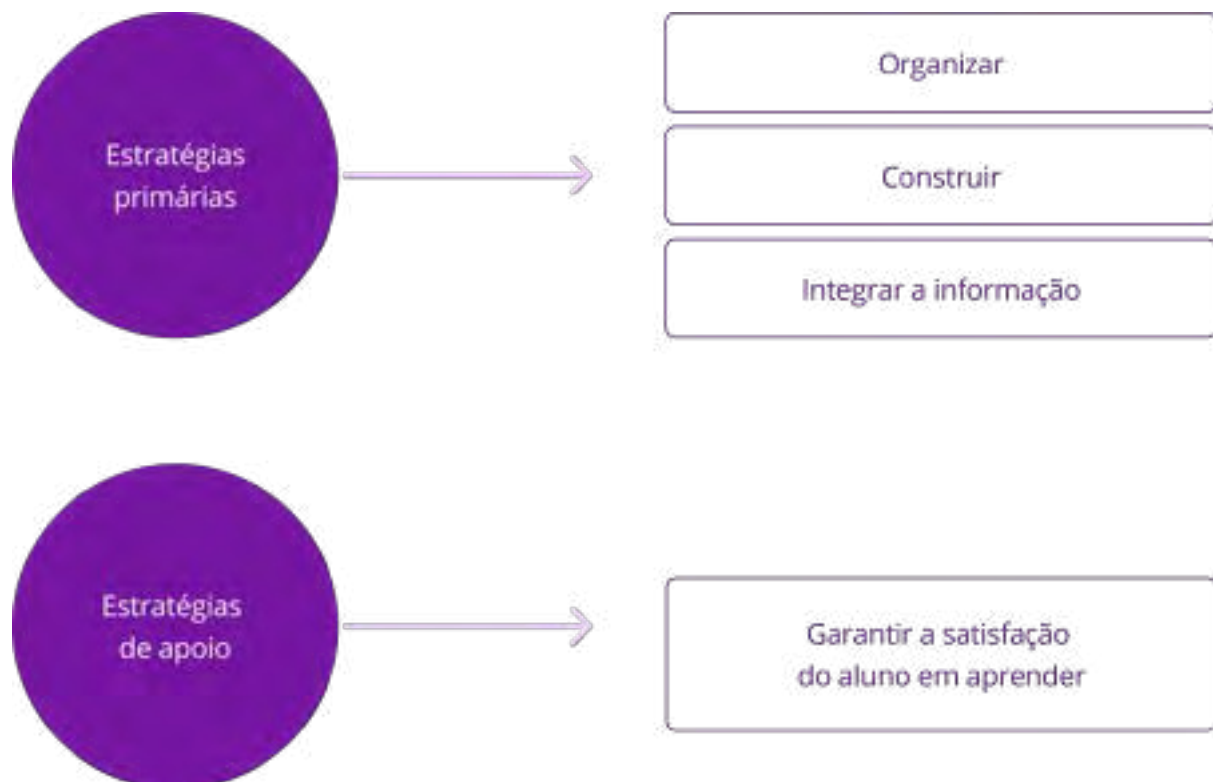 Estratégias
primárias
Organizar
Construir
Integrar a informação
Estratégias
de apoio
Garantir a satisfação
do aluno em aprender